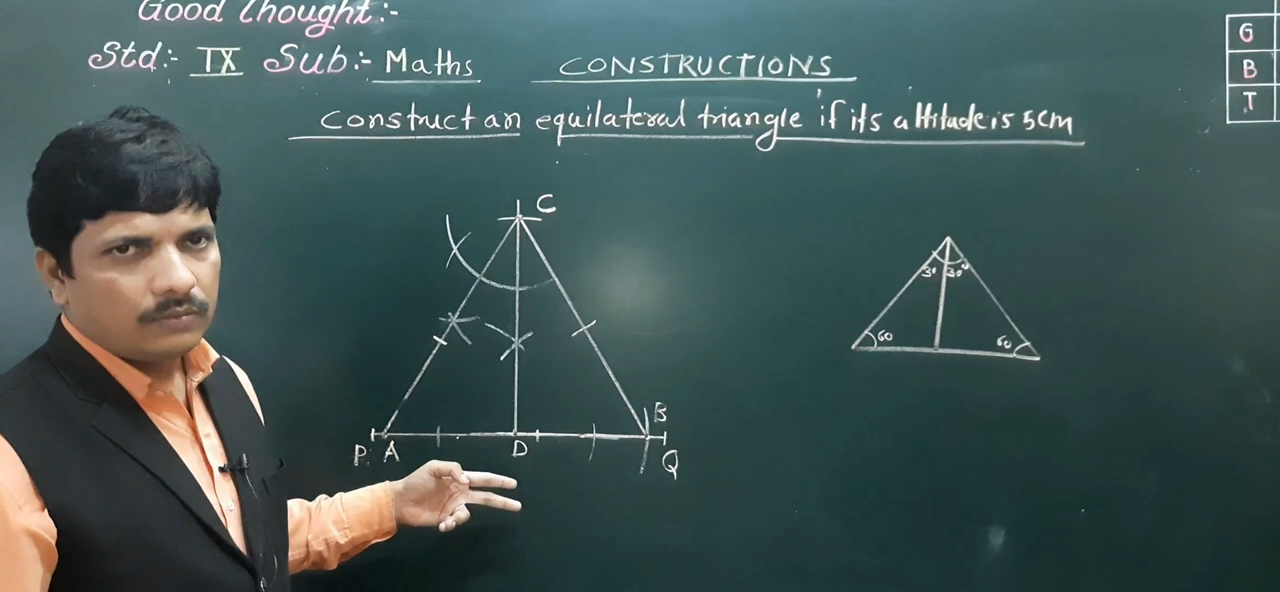 Good Thought:-
Std:- IX Sub:- Maths CONSTRUCTIONS
G
B
T
construct an equilateral triangle if its altitude is 5cm
C
30 30
60 60
B
P A D Q